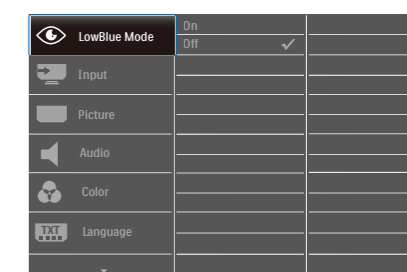 LowBlue Mode
On
Off
Input
Picture
Audio
Color
TXT
Language